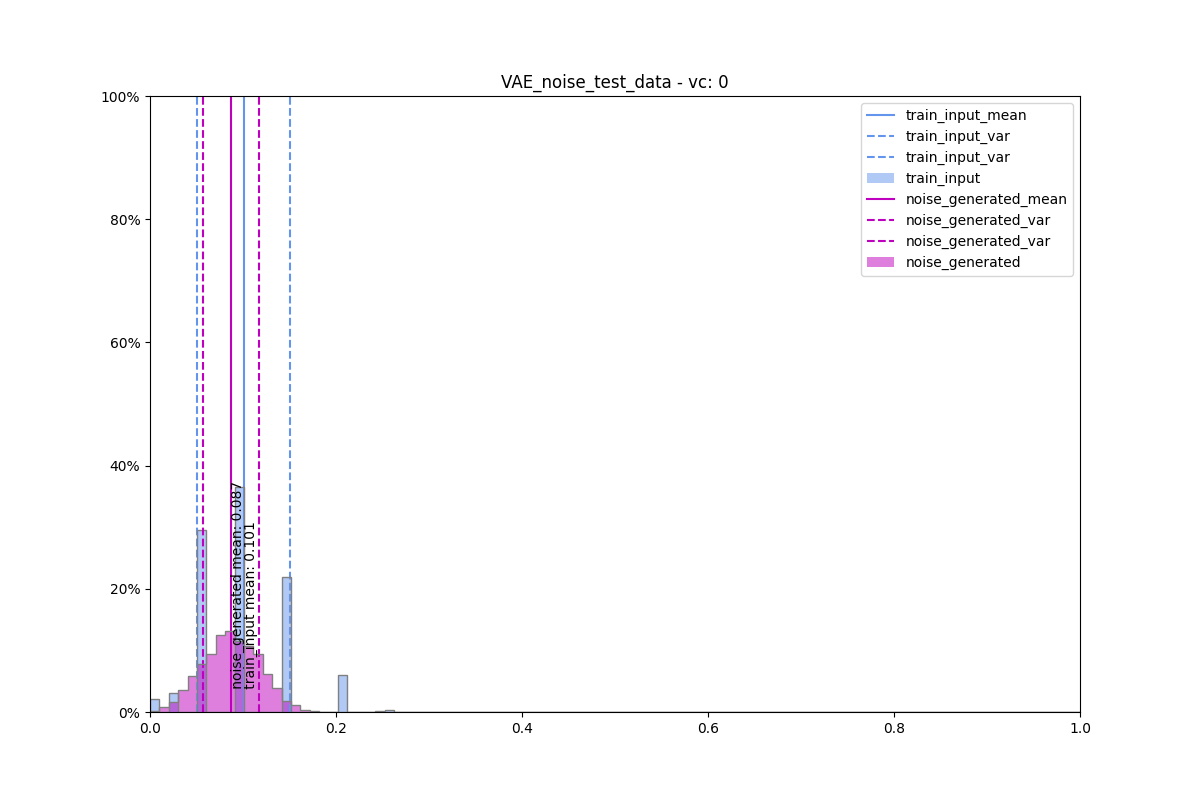 VAE_noise_test_data - vc: 0
100%
80%
60%
40%
20%
0%
0.0
0.2
0.4
0.6
0.8
1.0
train_input_mean
train_input_var
train_input_var
train_input
noise_generated_mean
noise_generated_var
noise_generated_var
noise_generated
noise_generated mean: 0.087
train_input mean: 0.101